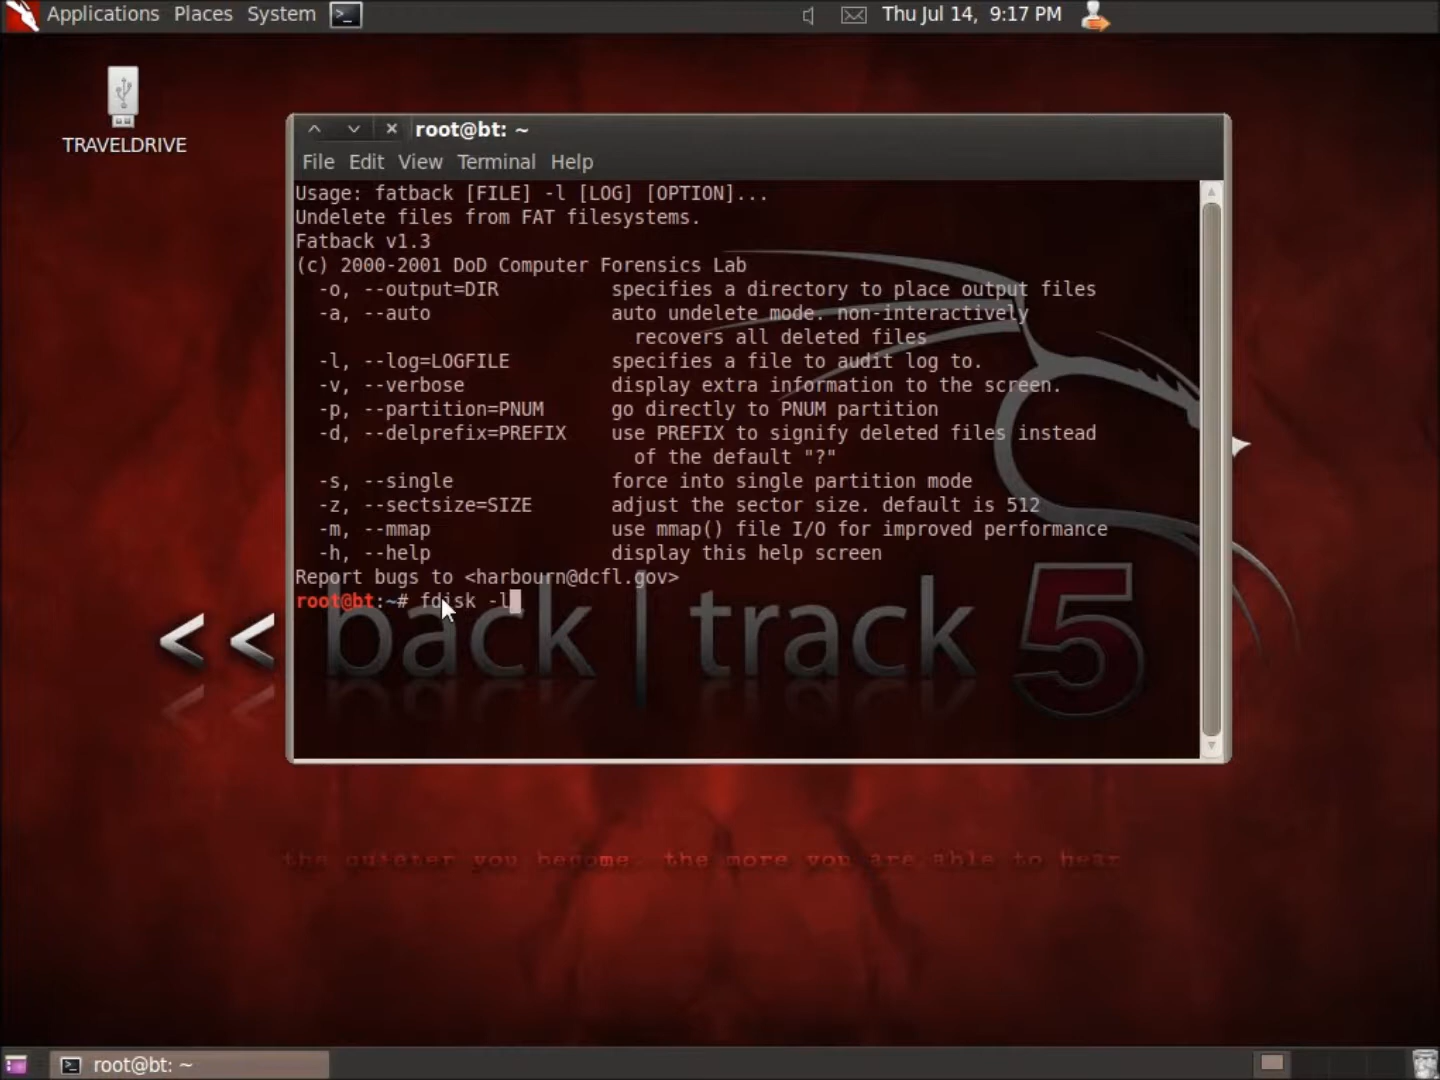 Applications Places System
Thu Jul 14, 9:17 PM
TRAVELDRIVE
root@bt: ~
File Edit View Terminal Help
Usage: fatback [FILE] -l [LOG] [OPTION]...
Undelete files from FAT filesystems.
Fatback v1.3
(c) 2000-2001 DoD Computer Forensics Lab
-o, --output=DIR specifies a directory to place output files
-a, --auto auto undelete mode. non-interactively
recovers all deleted files
-l, --log=LOGFILE specifies a file to audit log to.
-v, --verbose display extra information to the screen.
-p, --partition=PNUM go directly to PNUM partition
-d, --delprefix=PREFIX use PREFIX to signify deleted files instead
of the default "?"
-s, --single force into single partition mode
-z, --sectsize=SIZE adjust the sector size. default is 512
-m, --mmap use mmap() file I/O for improved performance
-h, --help display this help screen
Report bugs to <harbourn@dcfl.gov>
root@bt:~# fdisk -l
<< back | track 5
the quieter you become, the more you are able to hear
root@bt: ~